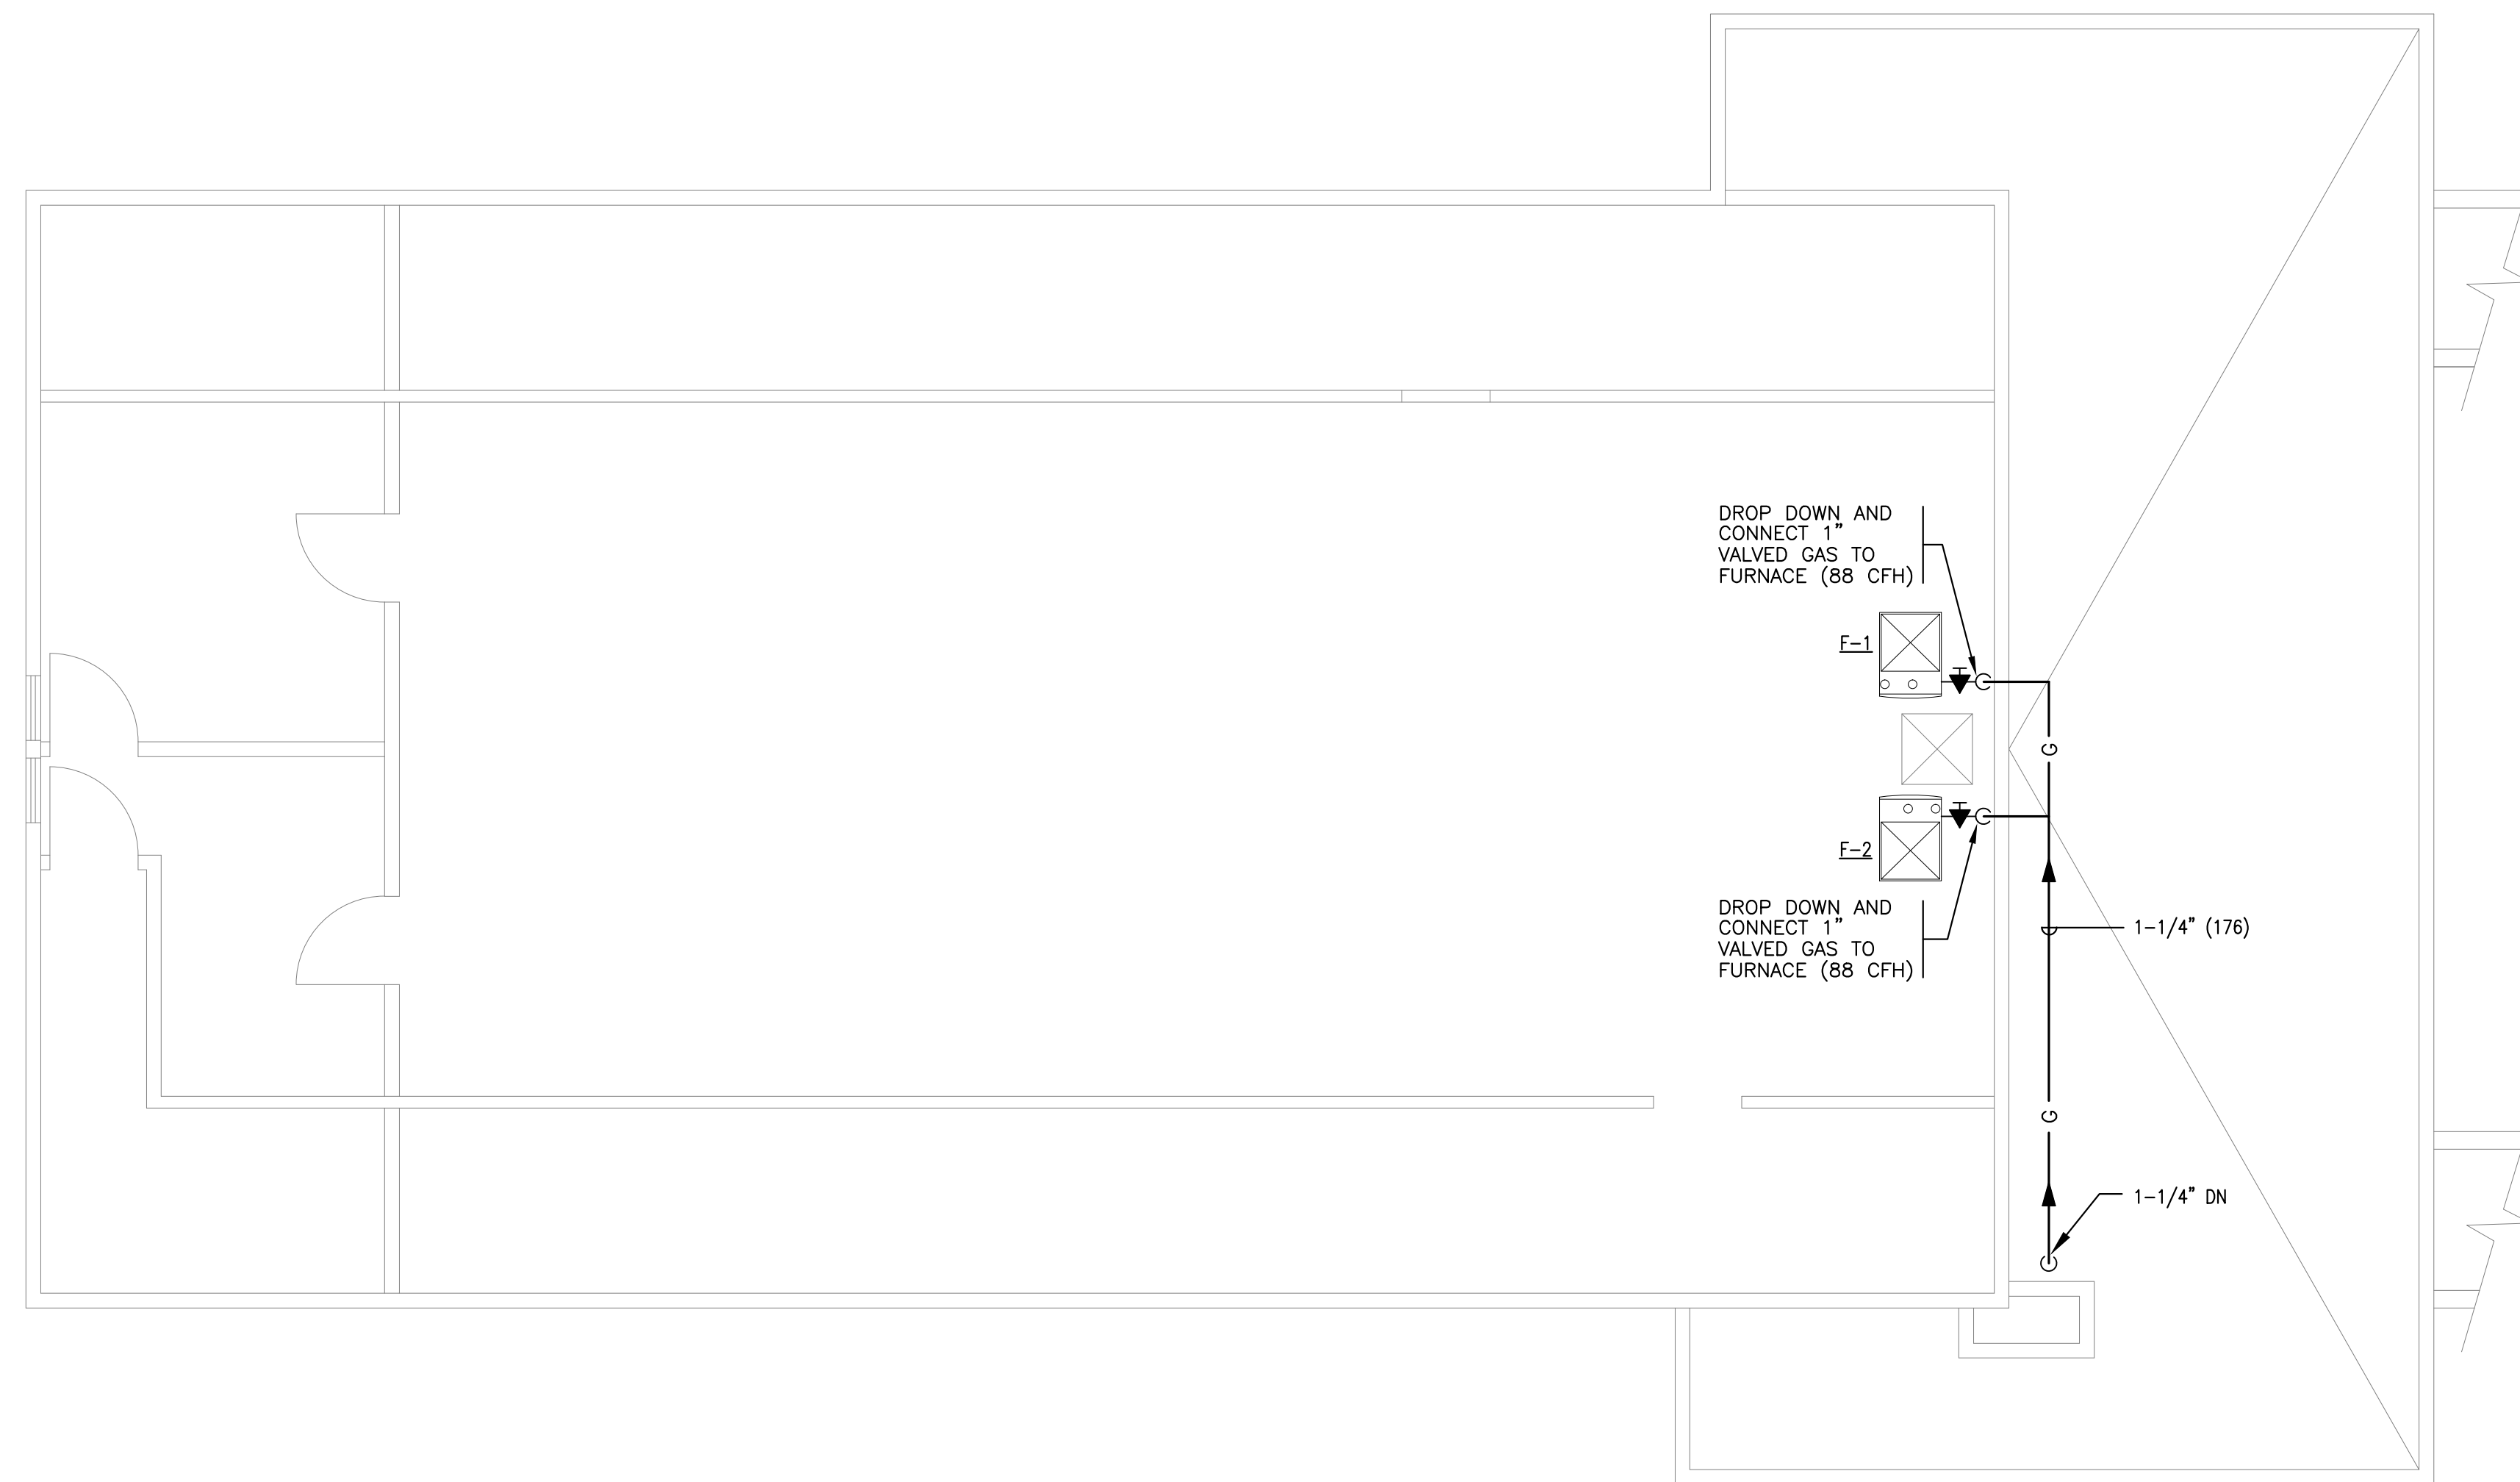 DROP DOWN AND
CONNECT 1"
VALVED GAS TO
FURNACE (88 CFH)
F-1
G
F-2
DROP DOWN AND
CONNECT 1"
VALVED GAS TO
FURNACE (88 CFH)
1-1/4" (176)
G
1-1/4" DN